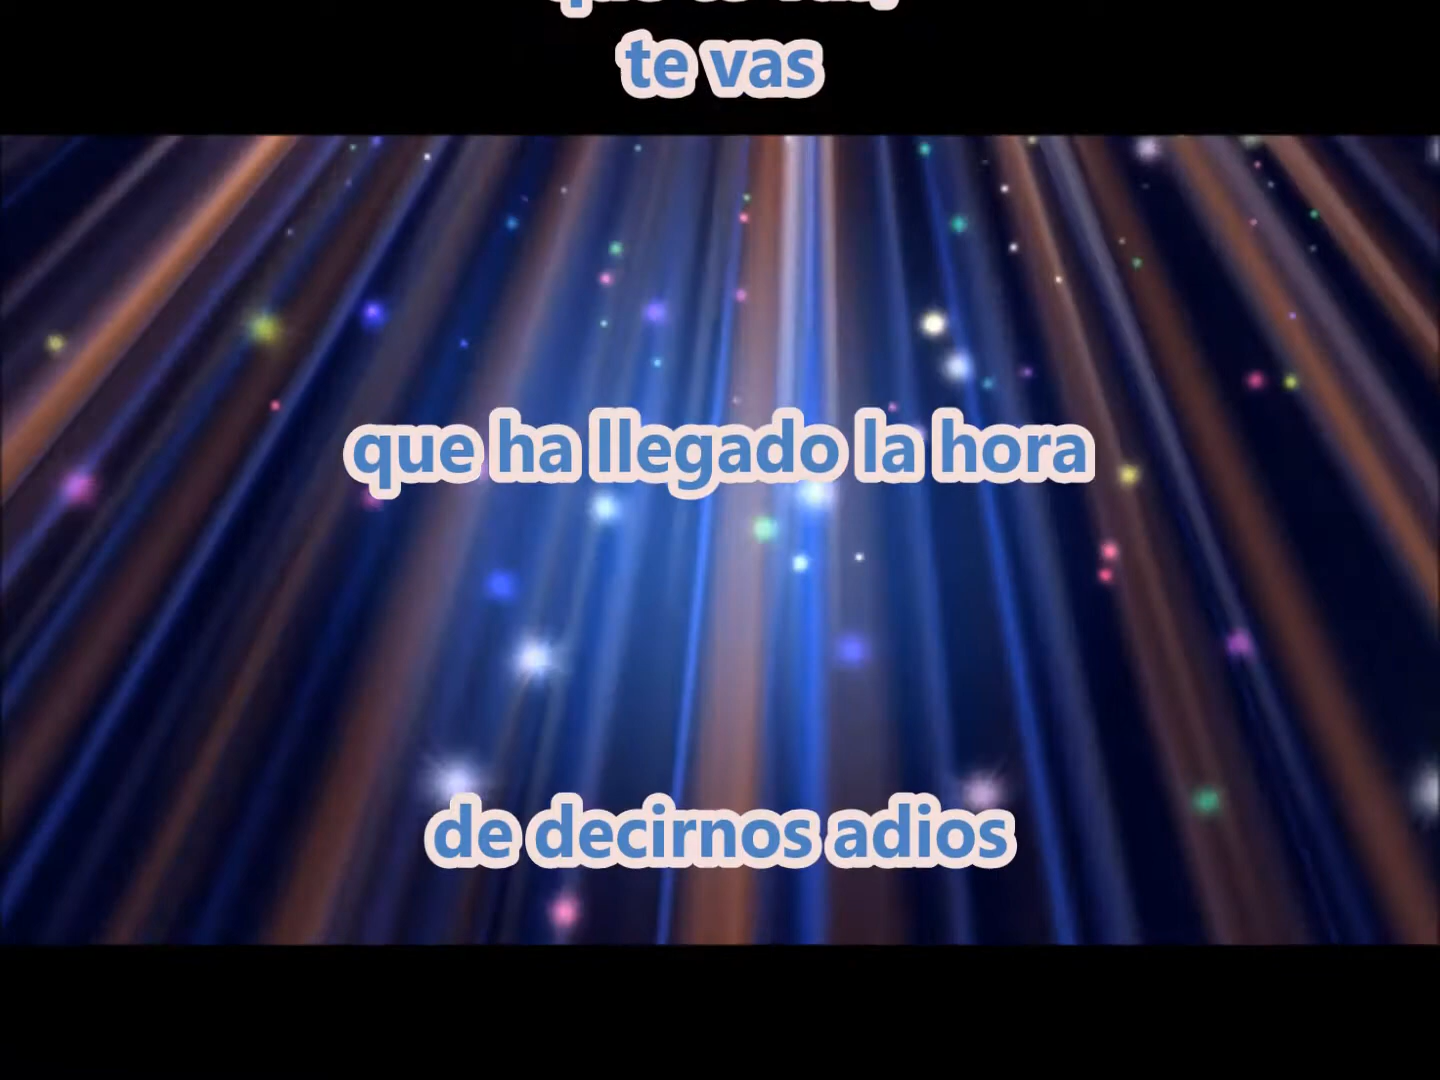 te vas
que ha llegado la hora
de decirnos adios